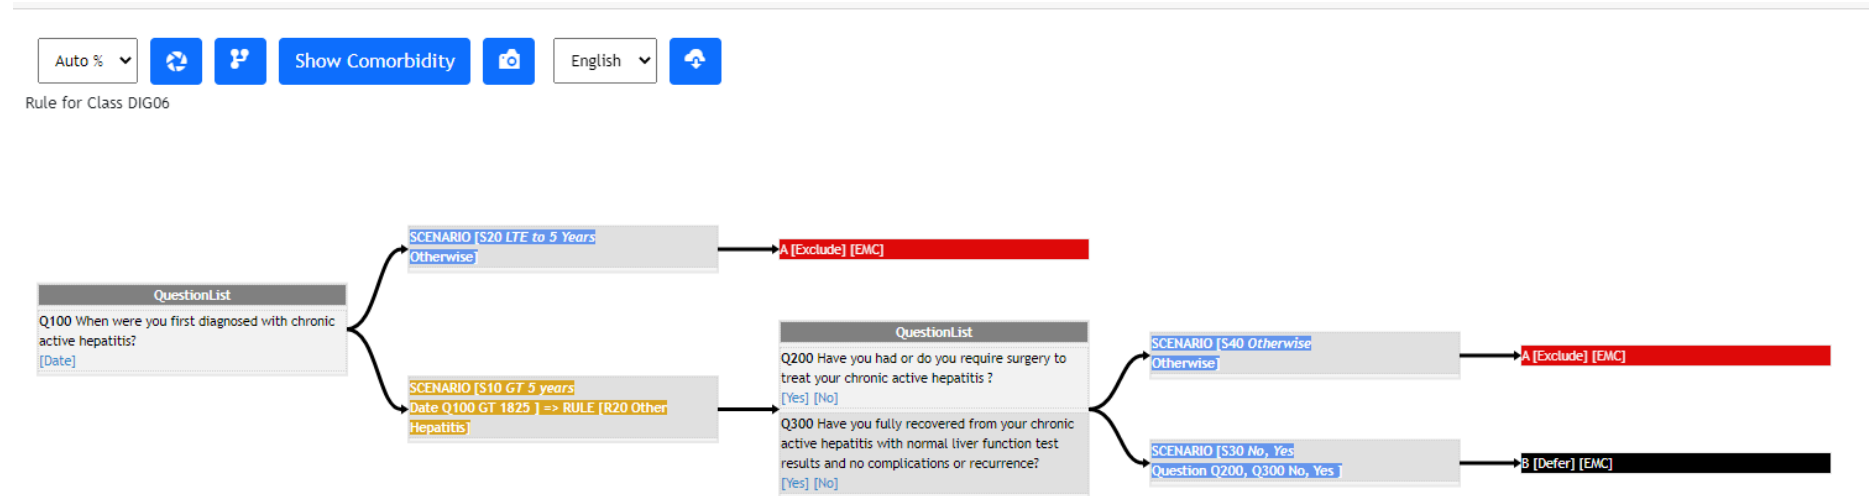 Auto %
Show Comorbidity
English
Rule for Class DIG06
QuestionList
Q100 When were you first diagnosed with chronic
active hepatitis?
[Date]
SCENARIO [S20 LTE to 5 Years
Otherwise]
A [Exclude] [EMC]
SCENARIO [S10 GT 5 years
Date Q100 GT 1825 ] => RULE [R20 Other
Hepatitis]
QuestionList
Q200 Have you had or do you require surgery to
treat your chronic active hepatitis ?
[Yes] [No]
Q300 Have you fully recovered from your chronic
active hepatitis with normal liver function test
results and no complications or recurrence?
[Yes] [No]
SCENARIO [S40 Otherwise
Otherwise]
A [Exclude] [EMC]
SCENARIO [S30 No, Yes
Question Q200, Q300 No, Yes ]
B [Defer] [EMC]